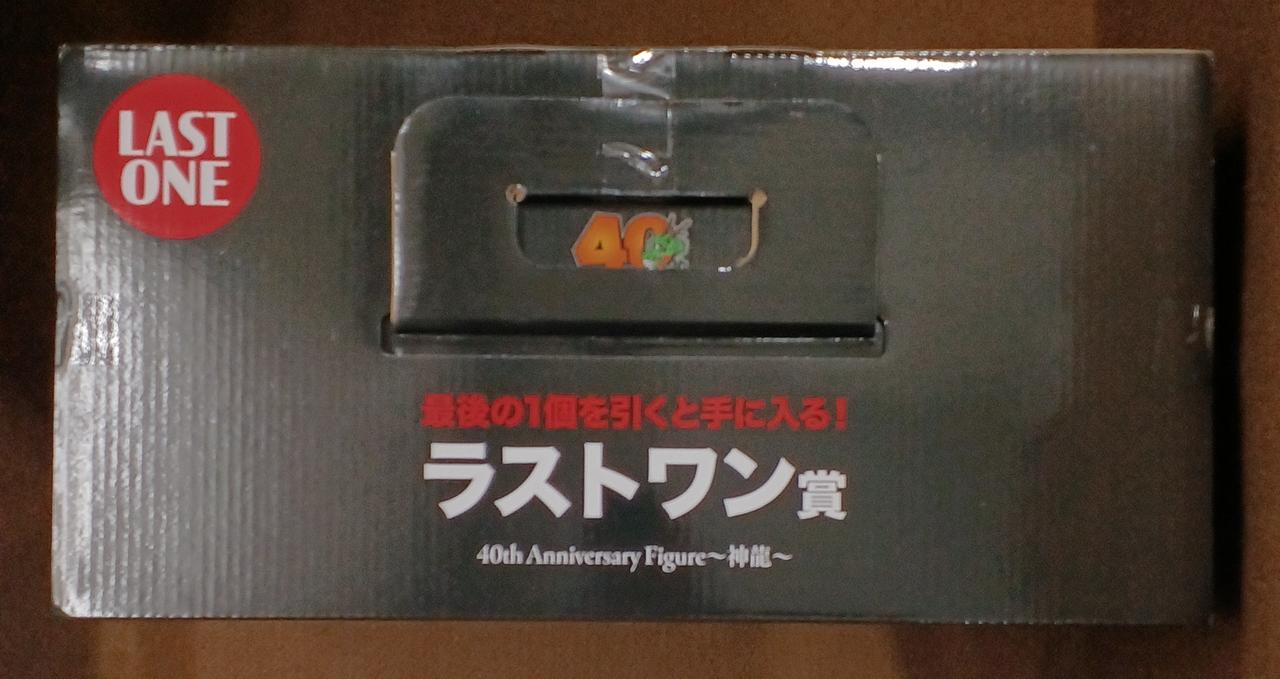 LAST
ONE
40
最後の1個を引くと手に入る!
ラストワン賞
40th Anniversary Figure～神龍～